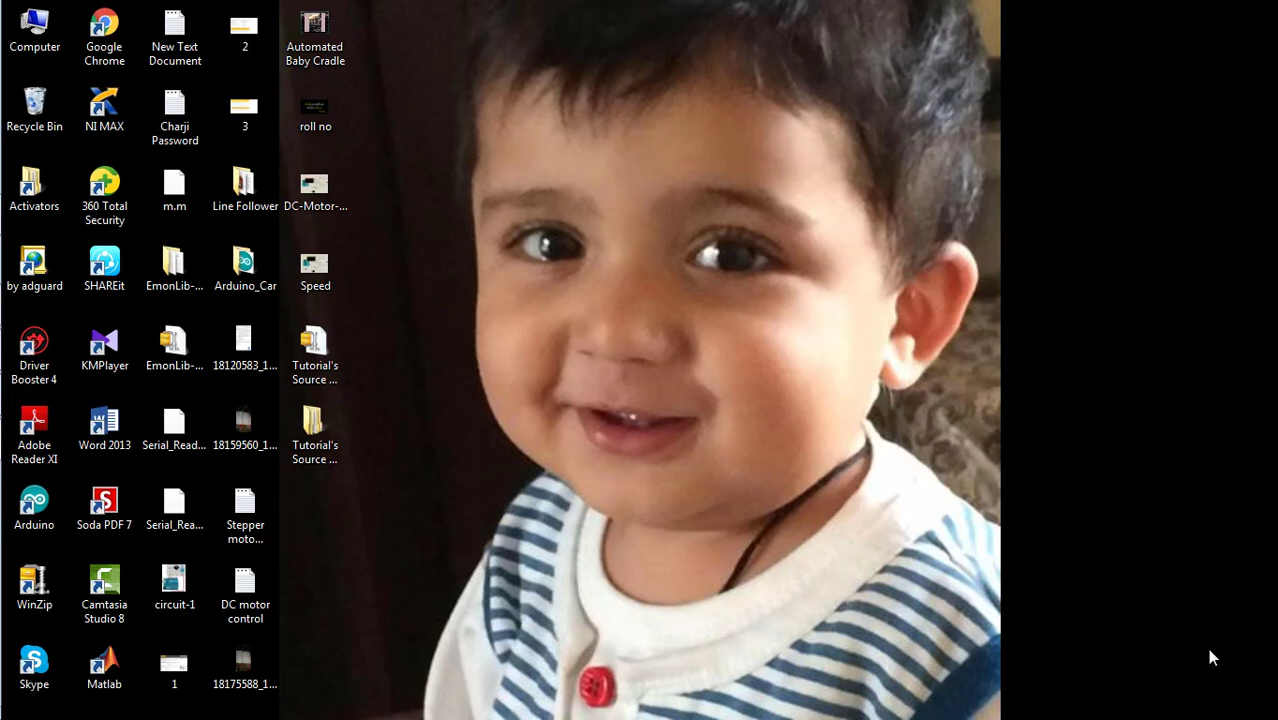 Computer
Recycle Bin
Activators
by adguard
Driver
Booster 4
Adobe
Reader XI
Arduino
WinZip
Skype
Google
Chrome
NI MAX
360 Total
Security
SHAREit
KMPlayer
Word 2013
Soda PDF 7
Camtasia
Studio 8
Matlab
New Text
Document
Charji
Password
m.m
EmonLib-...
EmonLib-...
Serial_Read...
Serial_Rea...
circuit-1
1
2
3
Line Follower
Arduino_Car
18120583_1...
18159560_1...
Stepper
moto...
DC motor
control
18175588_1...
Automated
Baby Cradle
roll no
DC-Motor-...
Speed
Tutorial's
Source ...
Tutorial's
Source ...